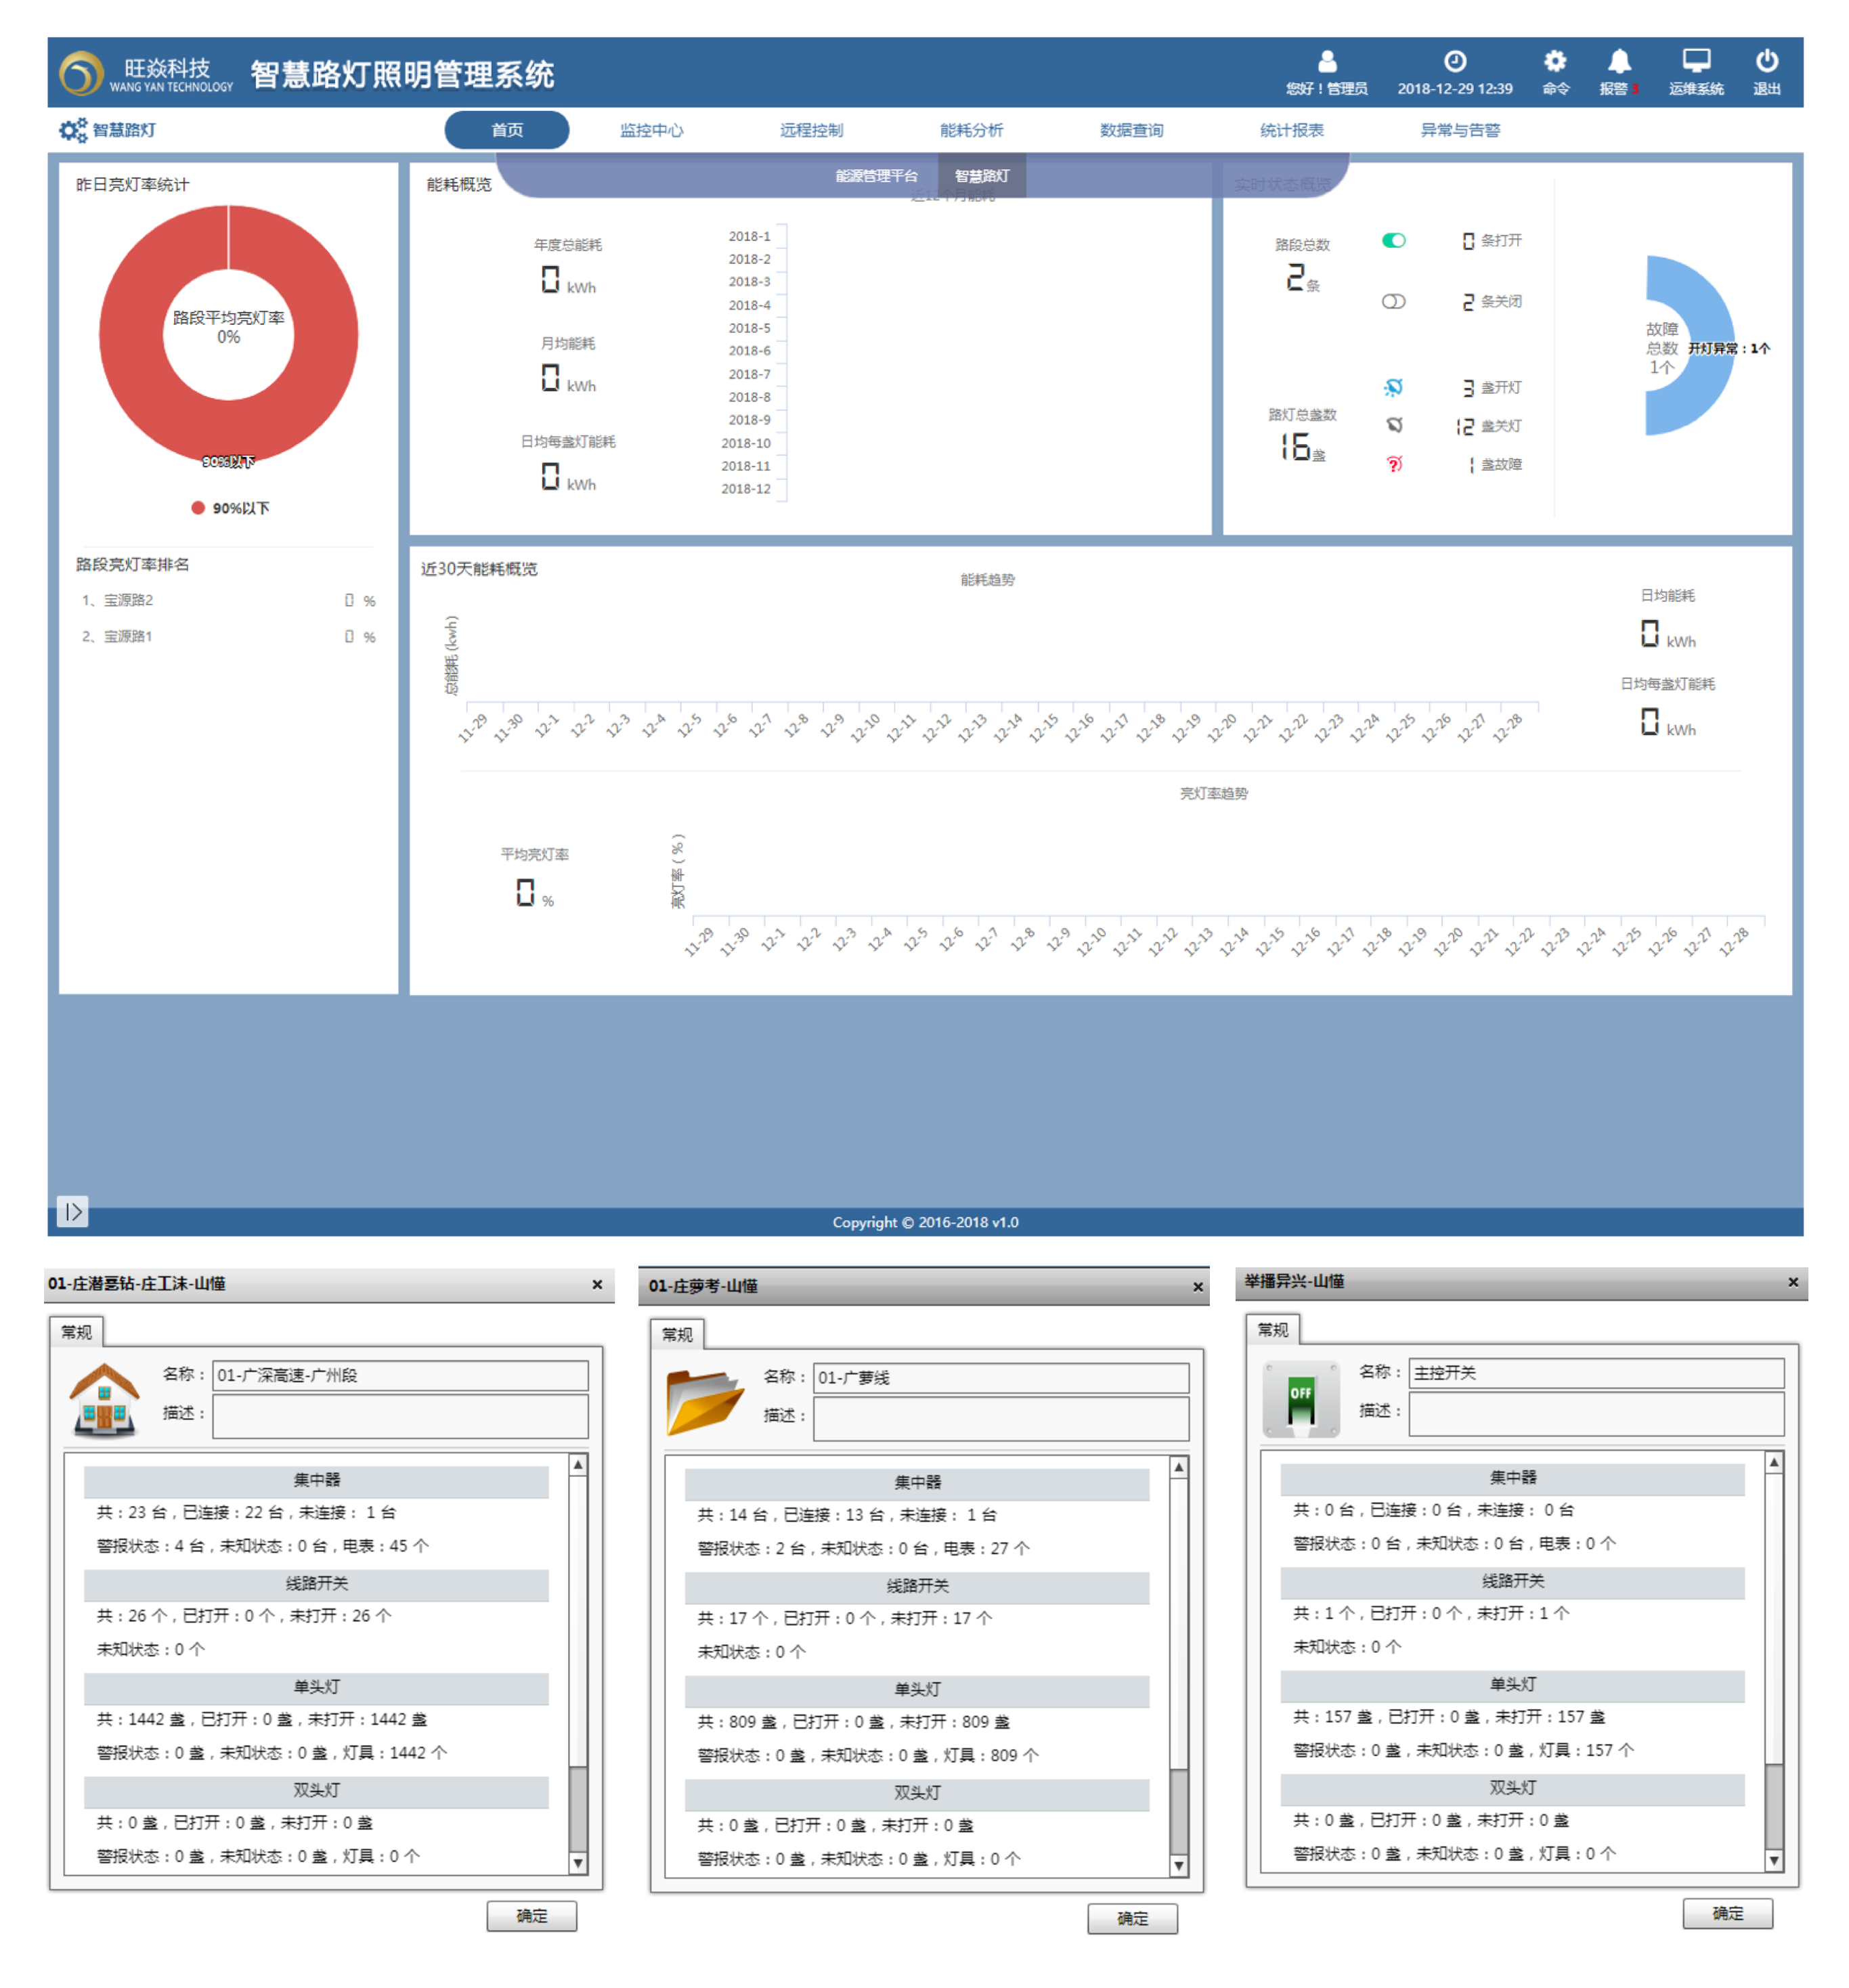 旺焱科技
WANG YAN TECHNOLOGY
智慧路灯照明管理系统
您好！管理员
2018-12-29 12:39
命令
报警 3
运维系统
退出
智慧路灯
首页
监控中心
远程控制
能耗分析
数据查询
统计报表
异常与告警
能源管理平台
智慧路灯
昨日亮灯率统计
路段平均亮灯率
0%
90%以下
90%以下
路段亮灯率排名
1、宝源路2 0 %
2、宝源路1 0 %
能耗概览
近12个月能耗
年度总能耗
0 kWh
月均能耗
0 kWh
日均每盏灯能耗
0 kWh
2018-1
2018-2
2018-3
2018-4
2018-5
2018-6
2018-7
2018-8
2018-9
2018-10
2018-11
2018-12
实时状态概览
路段总数
2条
0 条打开
2 条关闭
路灯总盏数
16盏
3 盏开灯
12 盏关灯
1 盏故障
故障
总数
1个
开灯异常：1个
近30天能耗概览
能耗趋势
总能耗 (kwh)
11-29 11-30 12-1 12-2 12-3 12-4 12-5 12-6 12-7 12-8 12-9 12-10 12-11 12-12 12-13 12-14 12-15 12-16 12-17 12-18 12-19 12-20 12-21 12-22 12-23 12-24 12-25 12-26 12-27 12-28
日均能耗
0 kWh
日均每盏灯能耗
0 kWh
亮灯率趋势
平均亮灯率
0 %
亮灯率 ( % )
11-29 11-30 12-1 12-2 12-3 12-4 12-5 12-6 12-7 12-8 12-9 12-10 12-11 12-12 12-13 12-14 12-15 12-16 12-17 12-18 12-19 12-20 12-21 12-22 12-23 12-24 12-25 12-26 12-27 12-28
Copyright © 2016-2018 v1.0
01-庄潜惎钻-庄工沫-山慬 ×
常规
名称：01-广深高速-广州段
描述：
集中器
共：23 台，已连接：22 台，未连接： 1 台
警报状态：4 台，未知状态：0 台，电表：45 个
线路开关
共：26 个，已打开：0 个，未打开：26 个
未知状态：0 个
单头灯
共：1442 盏，已打开：0 盏，未打开：1442 盏
警报状态：0 盏，未知状态：0 盏，灯具：1442 个
双头灯
共：0 盏，已打开：0 盏，未打开：0 盏
警报状态：0 盏，未知状态：0 盏，灯具：0 个
确定
01-庄萝考-山慬 ×
常规
名称：01-广萝线
描述：
集中器
共：14 台，已连接：13 台，未连接： 1 台
警报状态：2 台，未知状态：0 台，电表：27 个
线路开关
共：17 个，已打开：0 个，未打开：17 个
未知状态：0 个
单头灯
共：809 盏，已打开：0 盏，未打开：809 盏
警报状态：0 盏，未知状态：0 盏，灯具：809 个
双头灯
共：0 盏，已打开：0 盏，未打开：0 盏
警报状态：0 盏，未知状态：0 盏，灯具：0 个
确定
举播异兴-山慬 ×
常规
OFF
名称：主控开关
描述：
集中器
共：0 台，已连接：0 台，未连接： 0 台
警报状态：0 台，未知状态：0 台，电表：0 个
线路开关
共：1 个，已打开：0 个，未打开：1 个
未知状态：0 个
单头灯
共：157 盏，已打开：0 盏，未打开：157 盏
警报状态：0 盏，未知状态：0 盏，灯具：157 个
双头灯
共：0 盏，已打开：0 盏，未打开：0 盏
警报状态：0 盏，未知状态：0 盏，灯具：0 个
确定